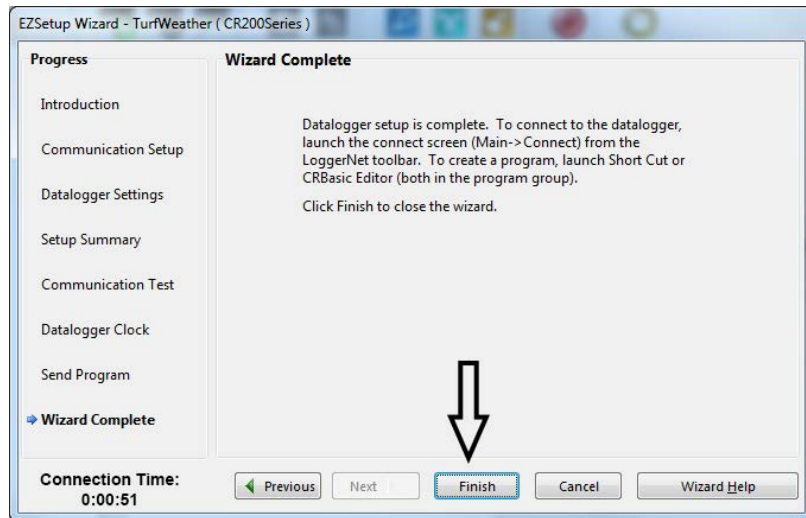 EZSetup Wizard - TurfWeather ( CR200Series )
Progress
Introduction
Communication Setup
Datalogger Settings
Setup Summary
Communication Test
Datalogger Clock
Send Program
Wizard Complete
Connection Time:
0:00:51
Wizard Complete
Datalogger setup is complete. To connect to the datalogger,
launch the connect screen (Main->Connect) from the
LoggerNet toolbar. To create a program, launch Short Cut or
CRBasic Editor (both in the program group).
Click Finish to close the wizard.
Previous
Next
Finish
Cancel
Wizard Help